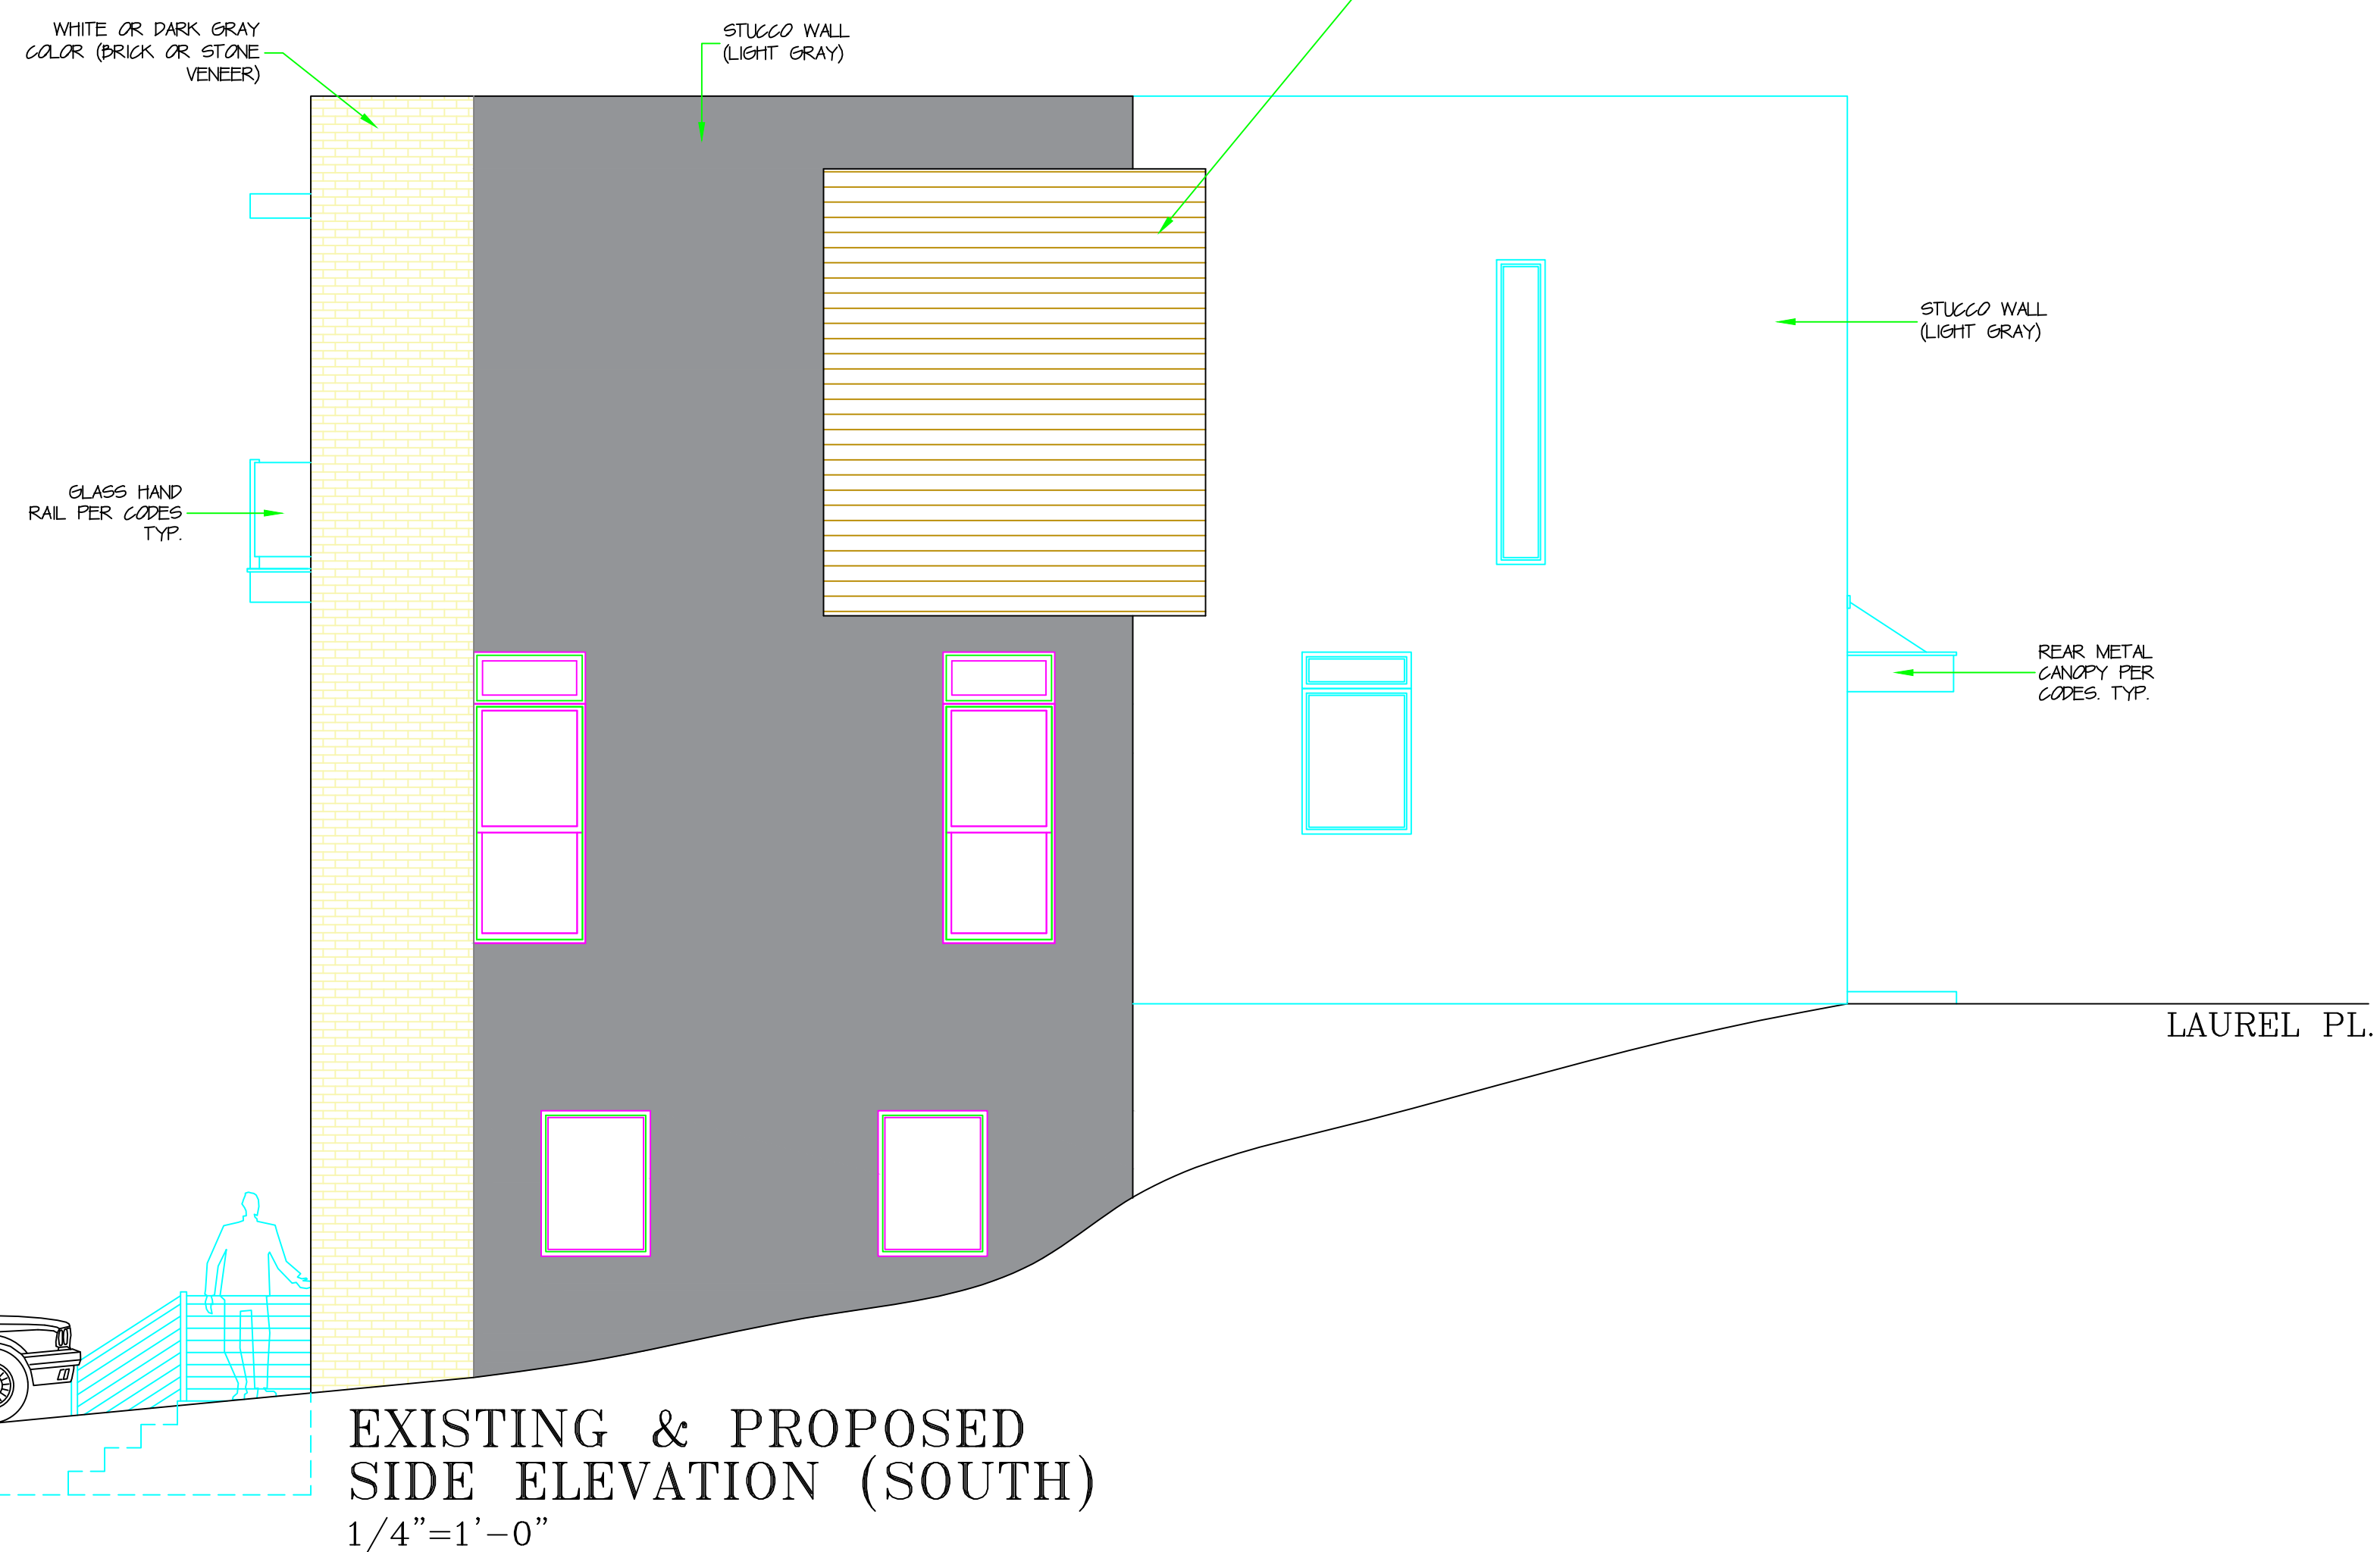 WHITE OR DARK GRAY
COLOR (BRICK OR STONE
VENEER)
STUCCO WALL
(LIGHT GRAY)
STUCCO WALL
(LIGHT GRAY)
GLASS HAND
RAIL PER CODES
TYP.
REAR METAL
CANOPY PER
CODES. TYP.
LAUREL PL.
EXISTING & PROPOSED
SIDE ELEVATION (SOUTH)
1/4"=1'-0"